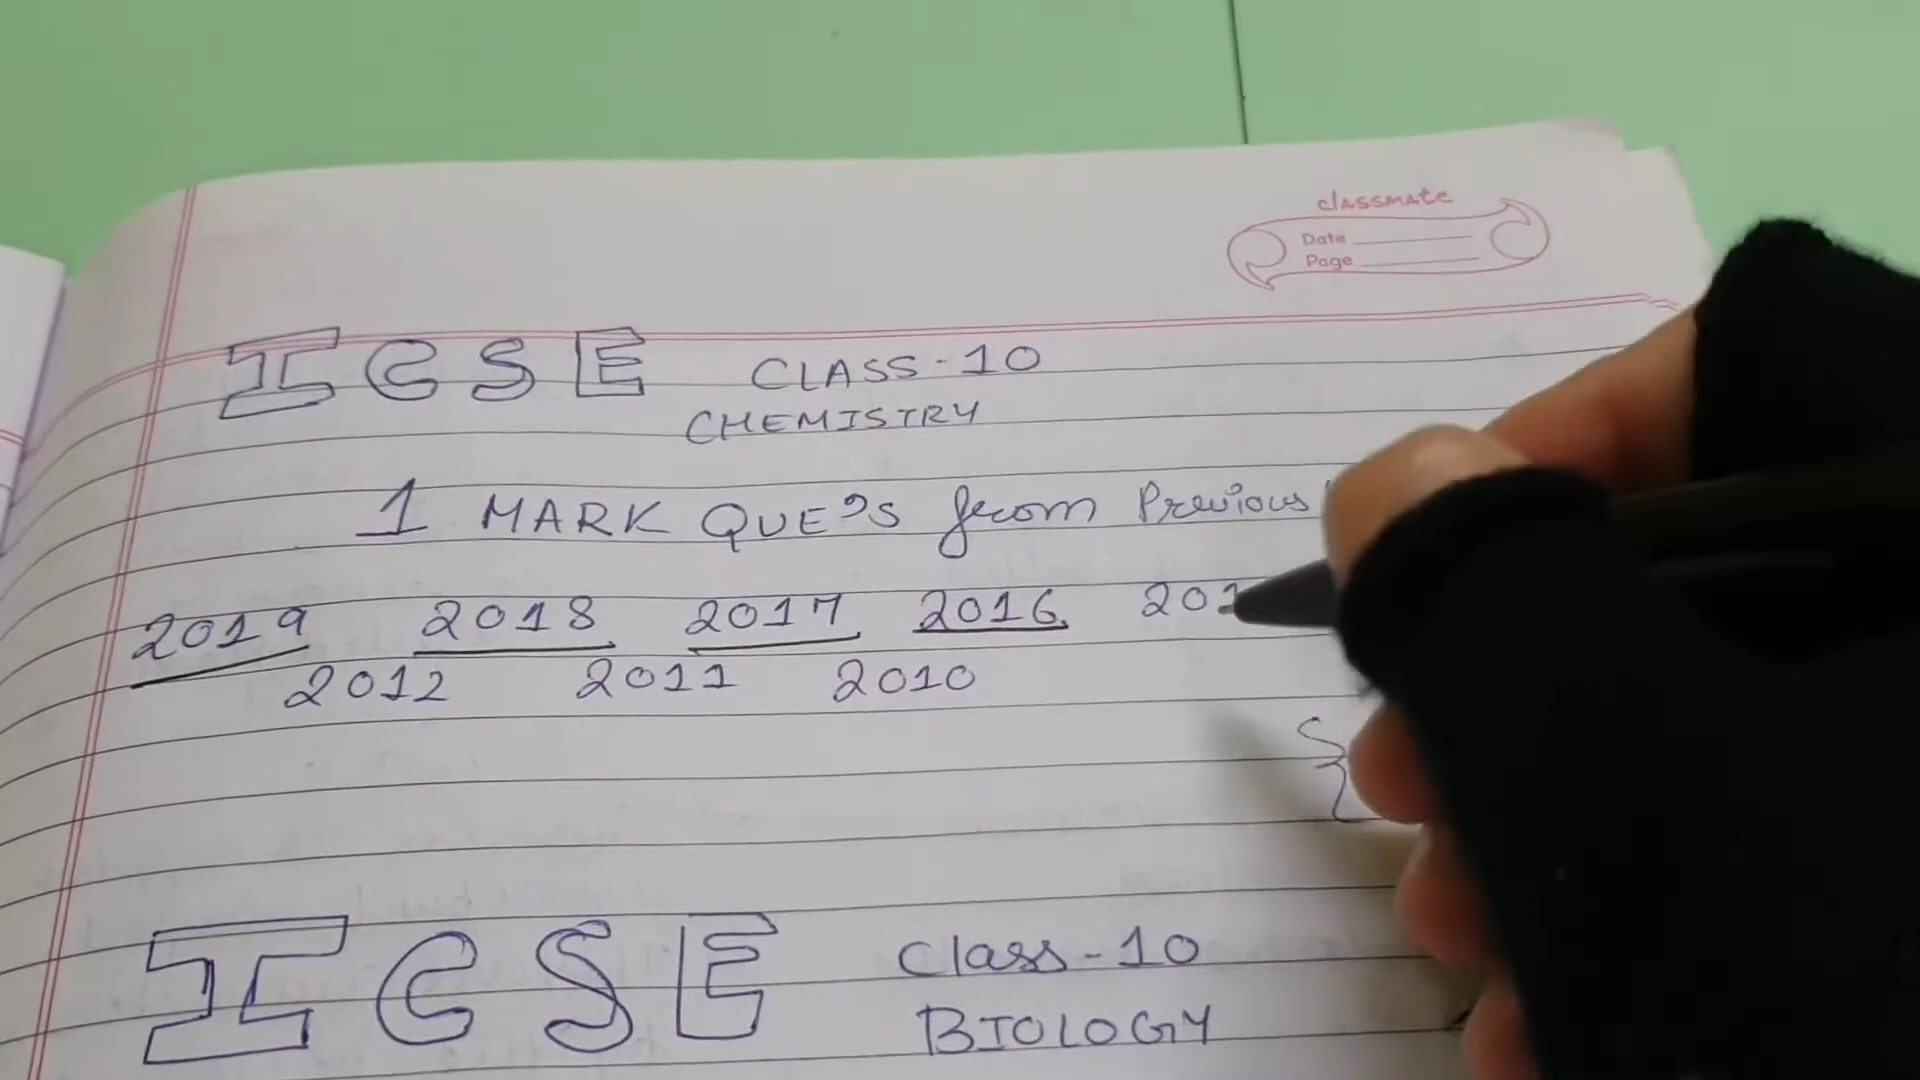 classmate
Date
Page
ICSE CLASS-10
CHEMISTRY
1 MARK QUE's from Previous
2019 2018 2017 2016
2012 2011 2010
ICSE Class-10
BIOLOGY